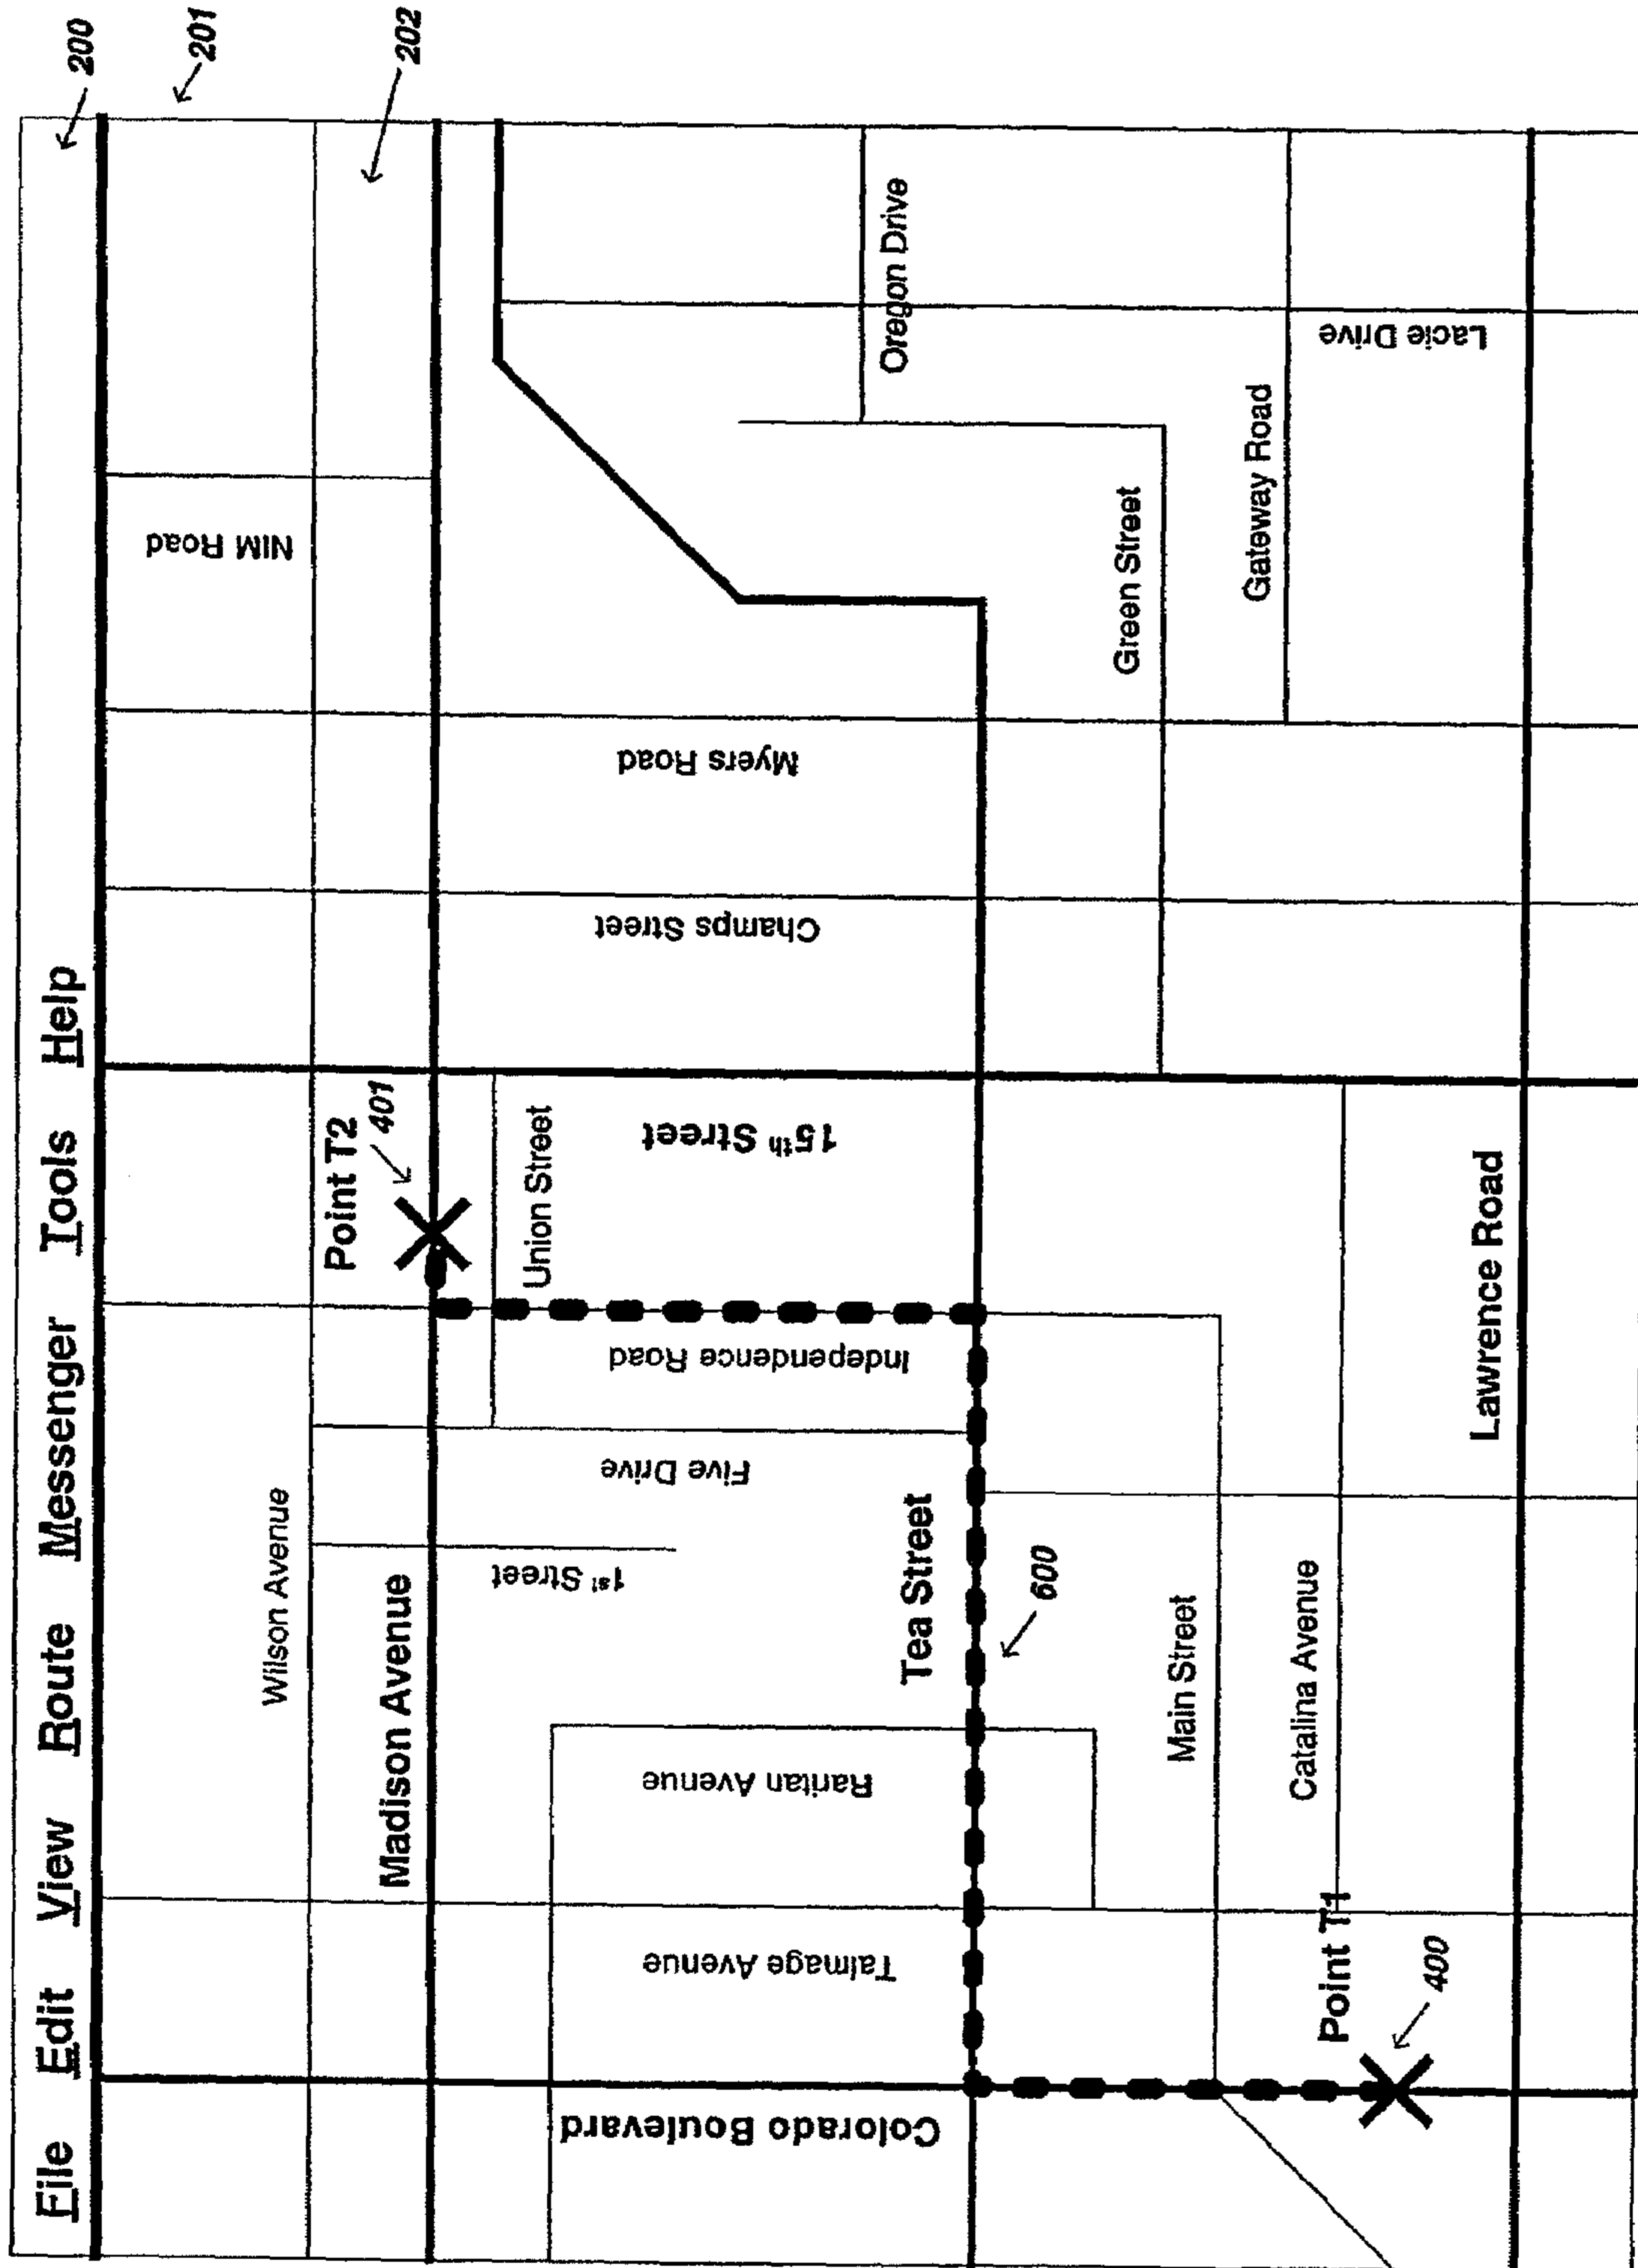 File Edit View Route Messenger Tools Help
200
201
202
Wilson Avenue
NIM Road
Point T2
401
Madison Avenue
Union Street
1st Street
Five Drive
Independence Road
15th Street
Champs Street
Myers Road
Oregon Drive
Colorado Boulevard
Talmage Avenue
Raritan Avenue
Tea Street
600
Green Street
Main Street
Gateway Road
Catalina Avenue
Lacie Drive
Point T1
400
Lawrence Road